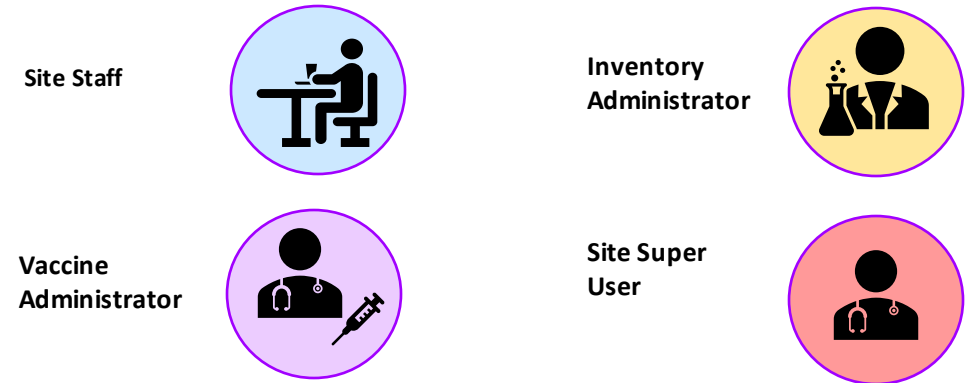 Site Staff
Inventory
Administrator
Vaccine
Administrator
Site Super
User